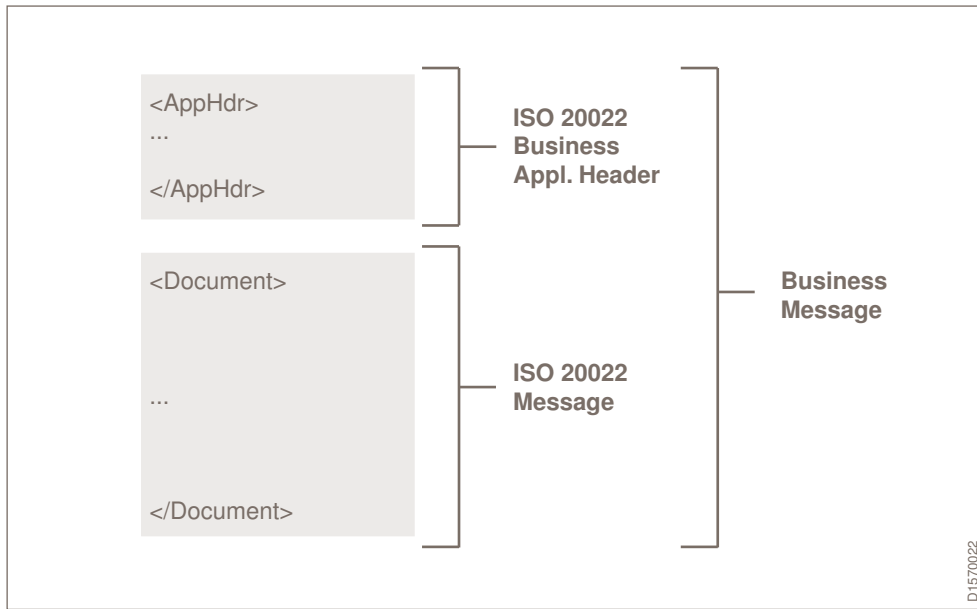 <AppHdr>
...
</AppHdr>
ISO 20022
Business
Appl. Header
<Document>
...
</Document>
ISO 20022
Message
Business
Message
D1570022